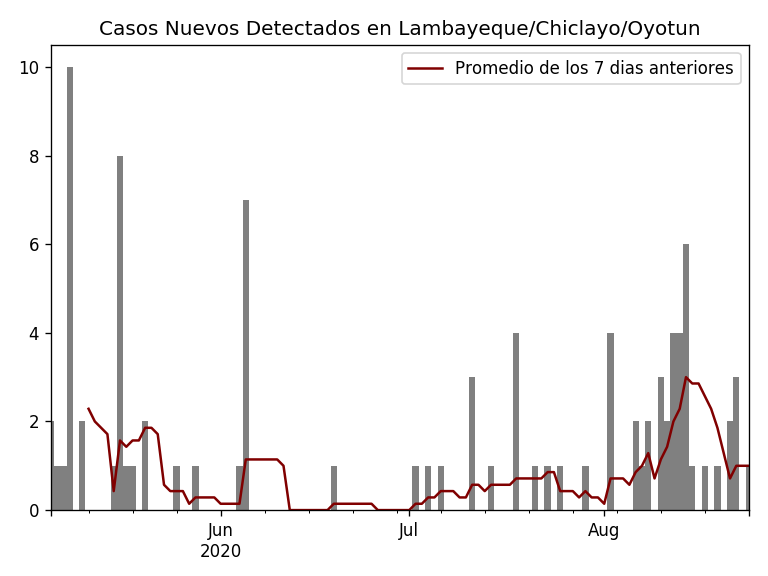 Casos Nuevos Detectados en Lambayeque/Chiclayo/Oyotun
Promedio de los 7 dias anteriores
10
8
6
4
2
0
Jun
2020
Jul
Aug